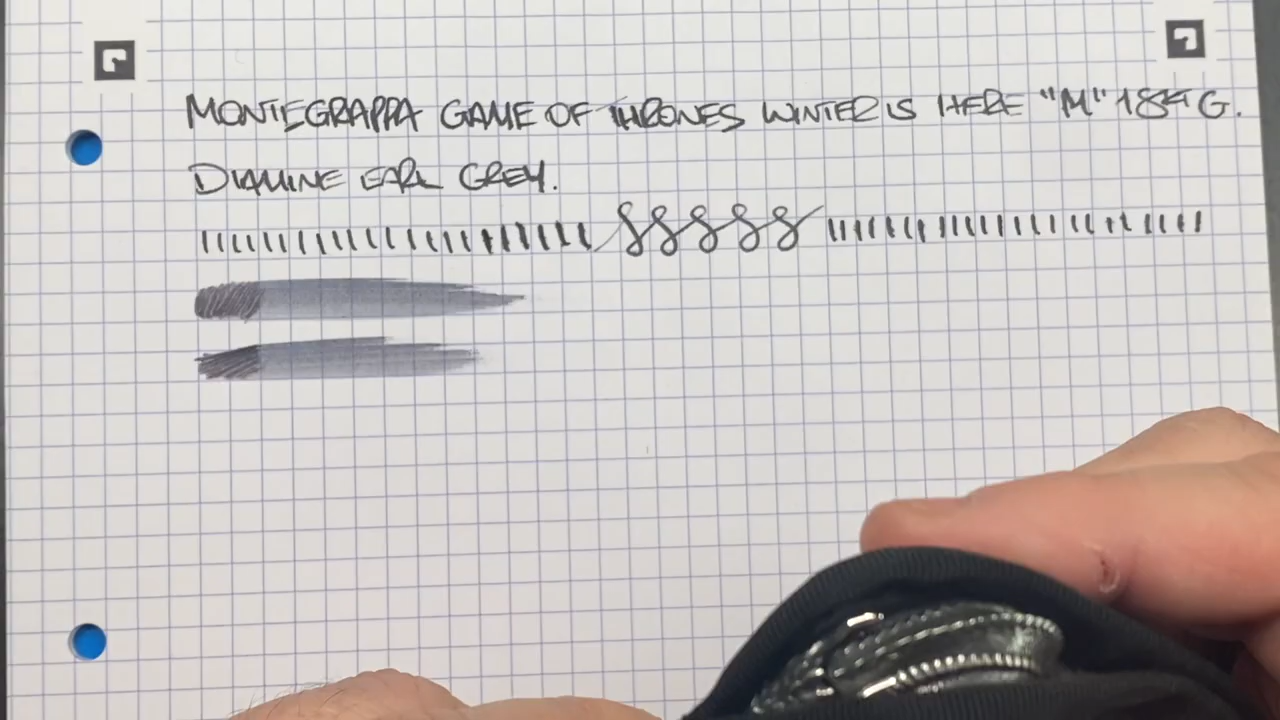 MONTEGRAPPA GAME OF THRONES WINTER IS HERE "M" 18K G.
DIAMINE EARL GREY.